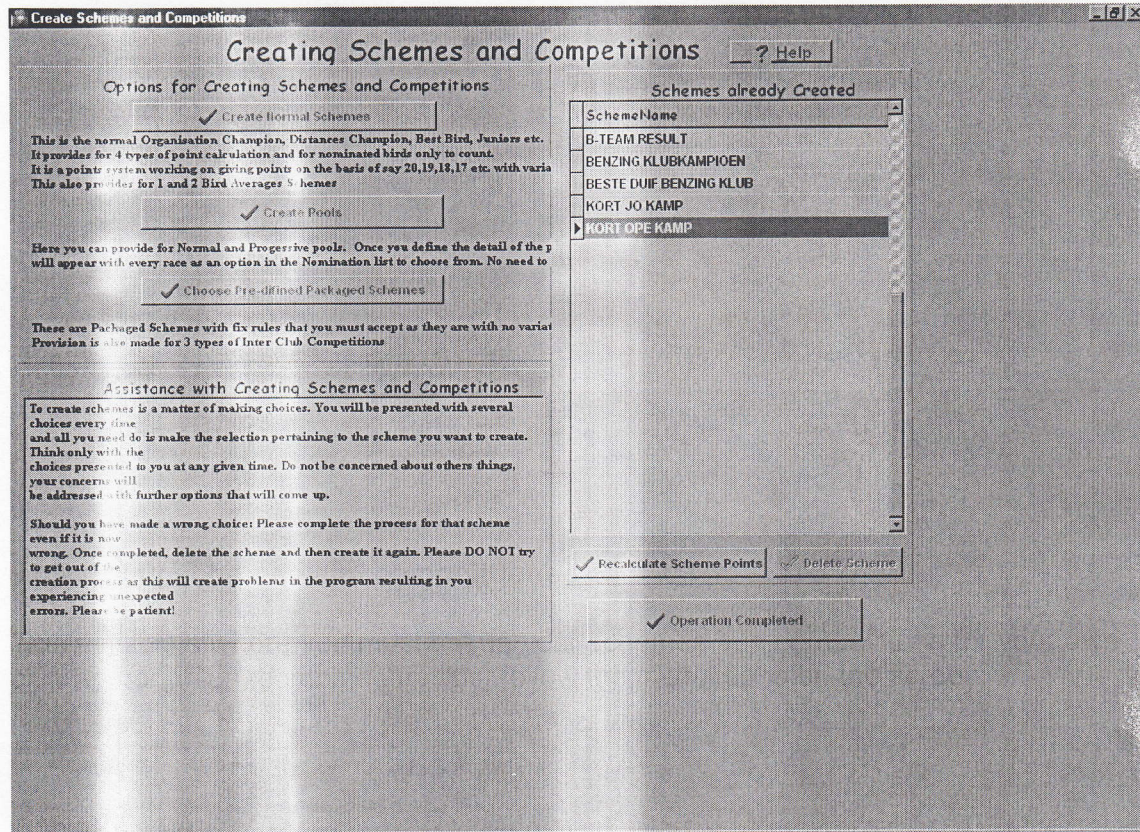 Create Schemes and Competitions
Creating Schemes and Competitions
? Help
Options for Creating Schemes and Competitions
Create Normal Schemes
This is the normal Organisation Champion, Distances Champion, Best Bird, Juniors etc.
It provides for 4 types of point calculation and for nominated birds only to count.
It is a points system working on giving points on the basis of say 20,19,18,17 etc. with varia
This also provides for 1 and 2 Bird Averages Schemes
Create Pools
Here you can provide for Normal and Progessive pools. Once you define the detail of the p
will appear with every race as an option in the Nomination list to choose from. No need to
Choose Pre-difined Packaged Schemes
These are Packaged Schemes with fix rules that you must accept as they are with no variat
Provision is also made for 3 types of Inter Club Competitions
Assistance with Creating Schemes and Competitions
To create schemes is a matter of making choices. You will be presented with several
choices every time
and all you need do is make the selection pertaining to the scheme you want to create.
Think only with the
choices presented to you at any given time. Do not be concerned about others things,
your concerns will
be addressed with further options that will come up.
Should you have made a wrong choice: Please complete the process for that scheme
even if it is now
wrong. Once completed, delete the scheme and then create it again. Please DO NOT try
to get out of the
creation process as this will create problems in the program resulting in you
experiencing unexpected
errors. Please be patient!
Schemes already Created
SchemeName
B-TEAM RESULT
BENZING KLUBKAMPIOEN
BESTE DUIF BENZING KLUB
KORT JO KAMP
KORT OPE KAMP
Recalculate Scheme Points
Delete Scheme
Operation Completed